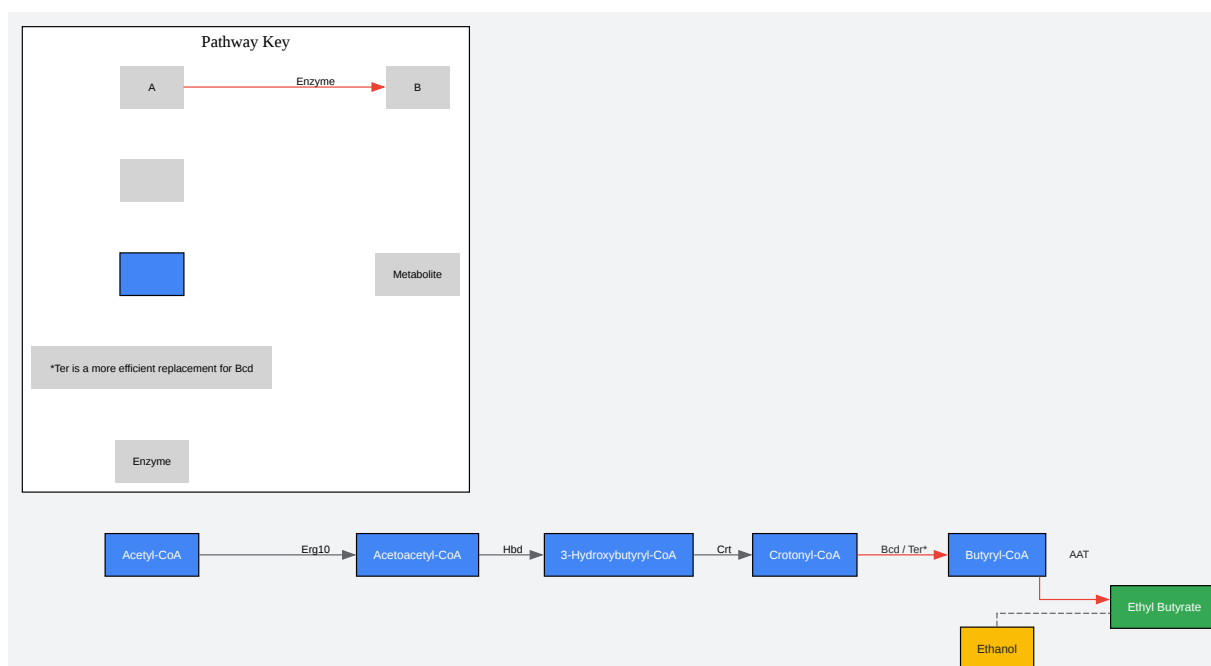 Pathway Key
A
Enzyme
B
Metabolite
*Ter is a more efficient replacement for Bcd
Enzyme
Acetyl-CoA
Erg10
Acetoacetyl-CoA
Hbd
3-Hydroxybutyryl-CoA
Crt
Crotonyl-CoA
Bcd / Ter*
Butyryl-CoA
AAT
Ethyl Butyrate
Ethanol